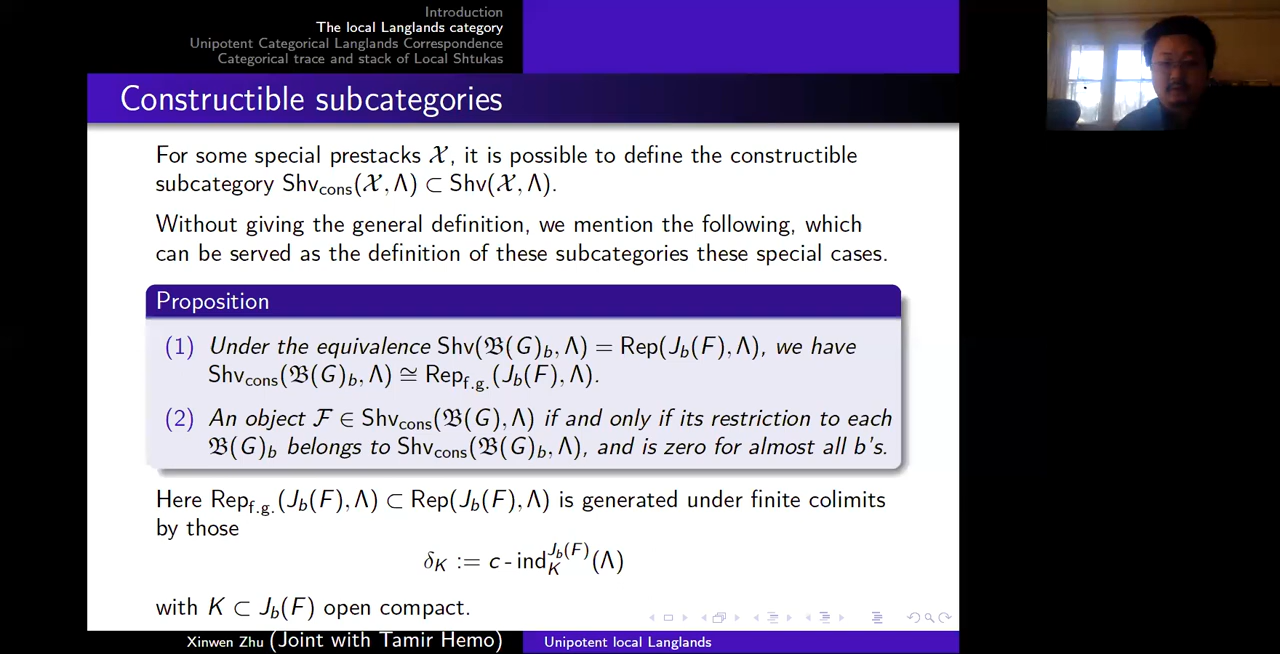 Introduction
The local Langlands category
Unipotent Categorical Langlands Correspondence
Categorical trace and stack of Local Shtukas
Constructible subcategories
For some special prestacks 𝒳, it is possible to define the constructible
subcategory Shv_cons(𝒳, Λ) ⊂ Shv(𝒳, Λ).
Without giving the general definition, we mention the following, which
can be served as the definition of these subcategories these special cases.
Proposition
(1) Under the equivalence Shv(𝔅(G)_b, Λ) = Rep(J_b(F), Λ), we have
Shv_cons(𝔅(G)_b, Λ) ≅ Rep_f.g.(J_b(F), Λ).
(2) An object ℱ ∈ Shv_cons(𝔅(G), Λ) if and only if its restriction to each
𝔅(G)_b belongs to Shv_cons(𝔅(G)_b, Λ), and is zero for almost all b's.
Here Rep_f.g.(J_b(F), Λ) ⊂ Rep(J_b(F), Λ) is generated under finite colimits
by those
δ_K := c - ind_K^{J_b(F)}(Λ)
with K ⊂ J_b(F) open compact.
Xinwen Zhu (Joint with Tamir Hemo) Unipotent local Langlands